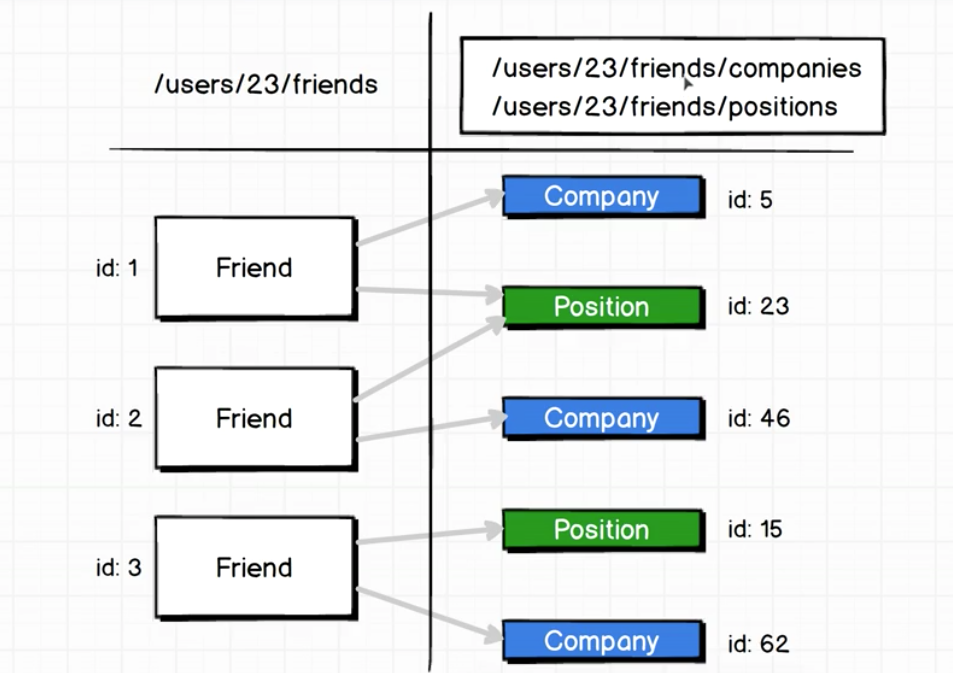 /users/23/friends
/users/23/friends/companies
/users/23/friends/positions
Company id: 5
id: 1 Friend
Position id: 23
id: 2 Friend
Company id: 46
Position id: 15
id: 3 Friend
Company id: 62